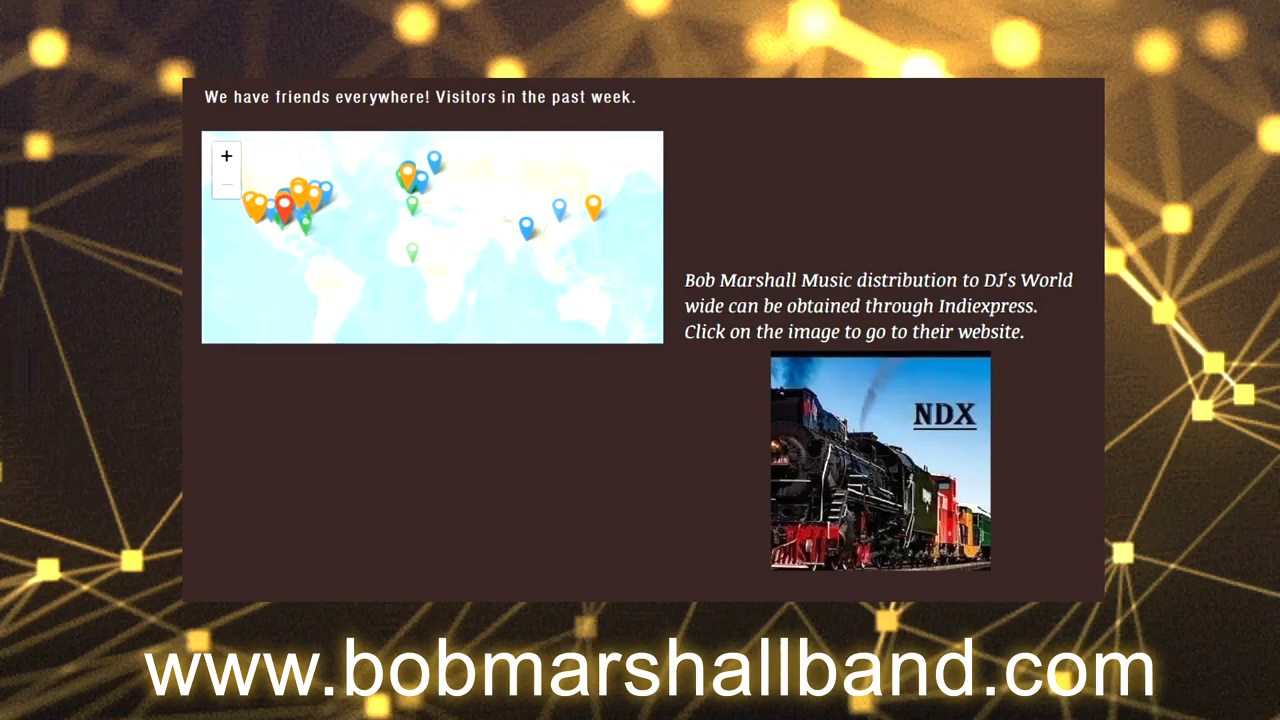 We have friends everywhere! Visitors in the past week.
+
Bob Marshall Music distribution to DJ's World
wide can be obtained through Indiexpress.
Click on the image to go to their website.
NDX
www.bobmarshallband.com